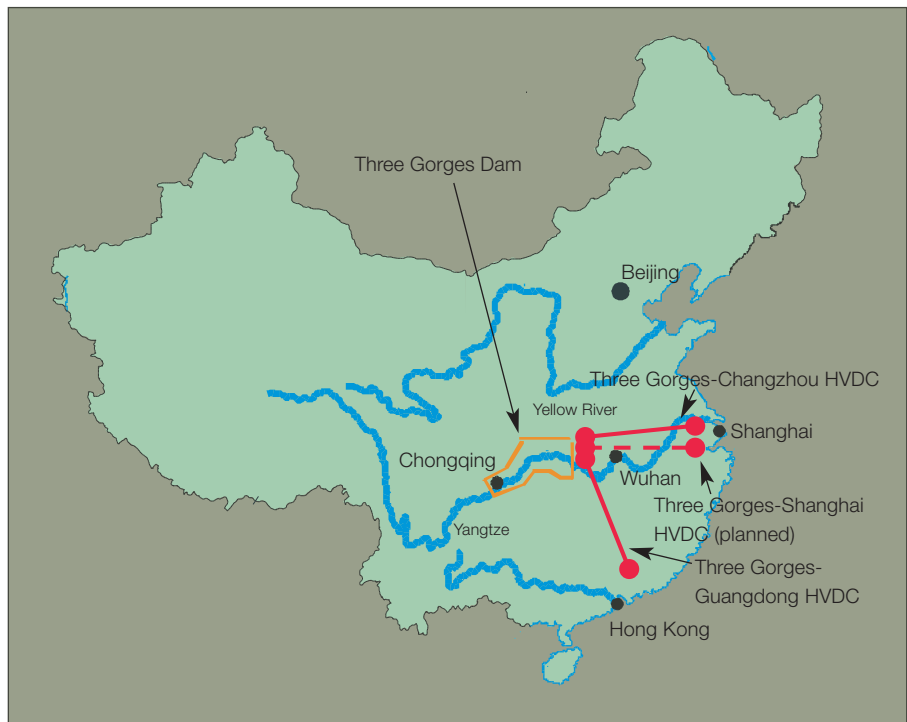 Three Gorges Dam
Beijing
Three Gorges-Changzhou HVDC
Yellow River
Shanghai
Chongqing
Wuhan
Three Gorges-Shanghai
HVDC (planned)
Yangtze
Three Gorges-
Guangdong HVDC
Hong Kong